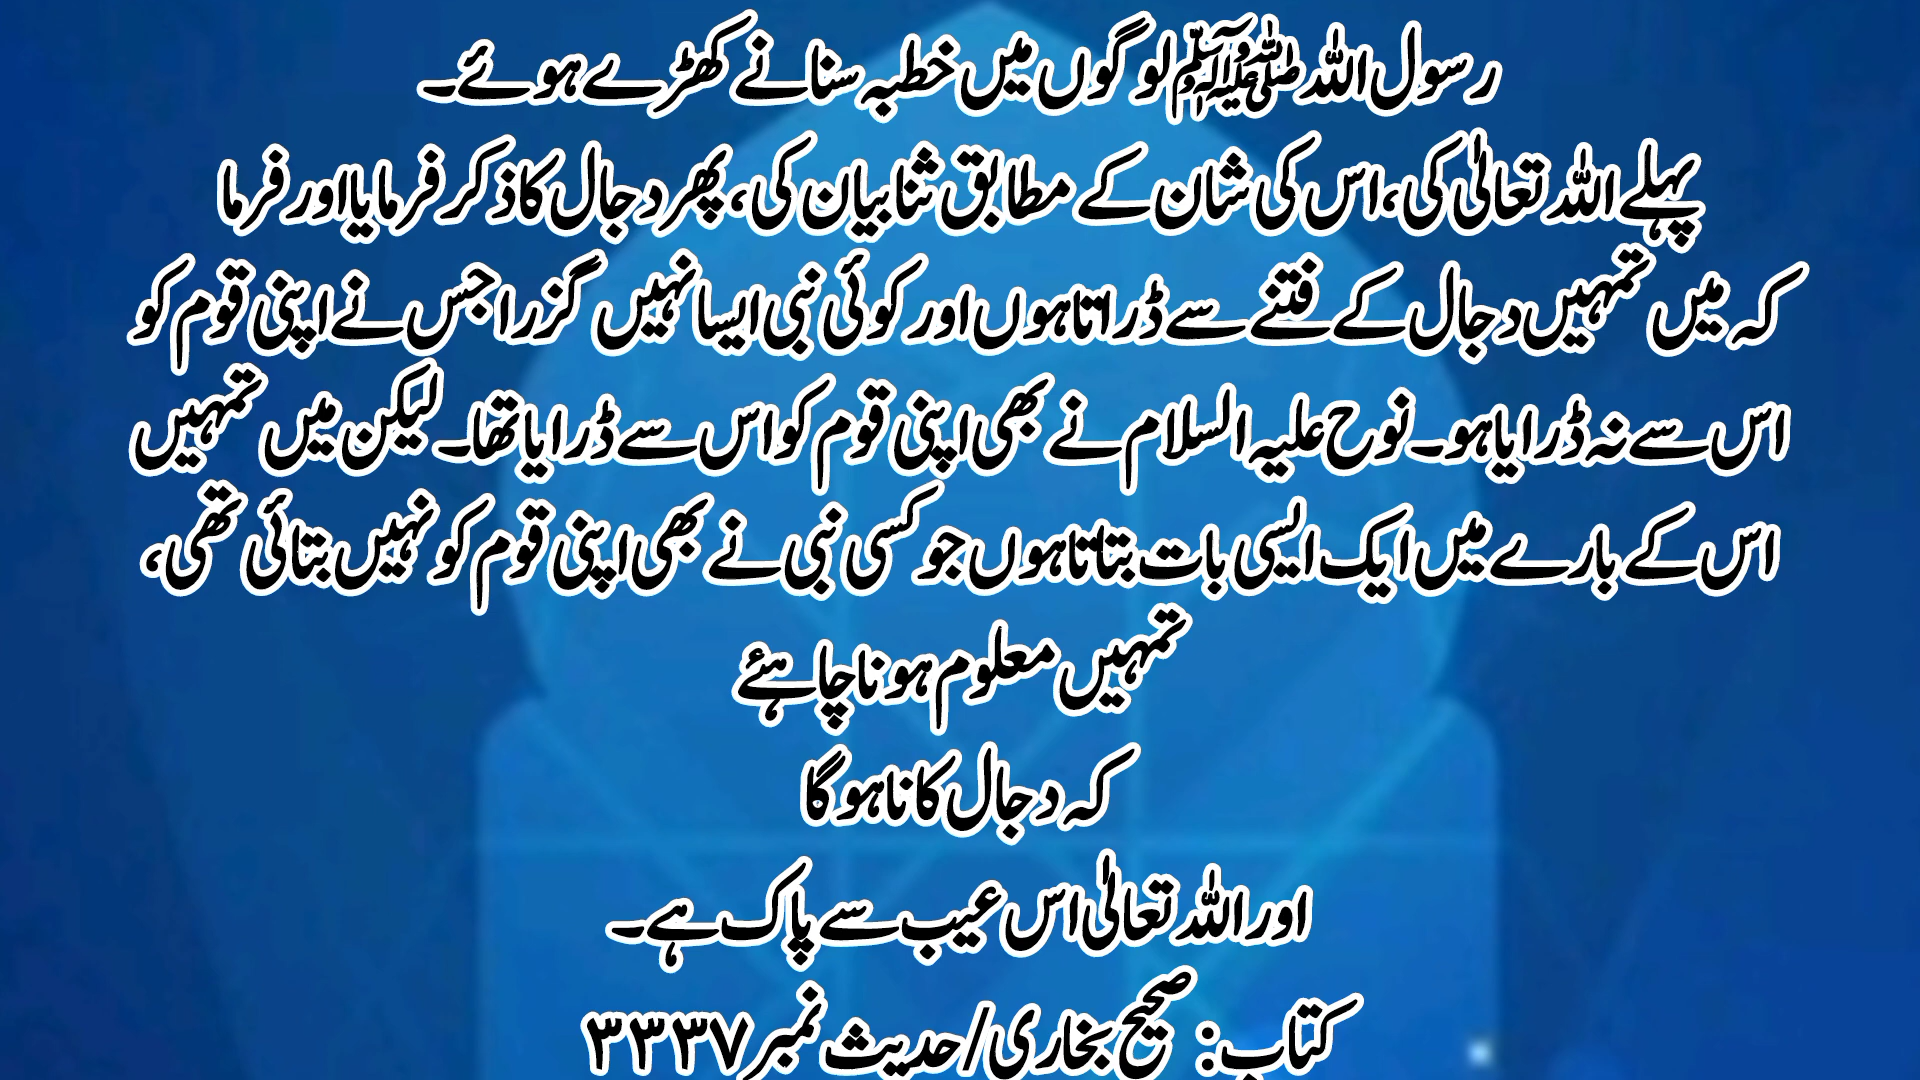 رسول اللہ ﷺ لوگوں میں خطبہ سنانے کھڑے ہوئے۔
پہلے اللہ تعالیٰ کی، اس کی شان کے مطابق ثنا بیان کی، پھر دجال کا ذکر فرمایا اور فرما
کہ میں تمہیں دجال کے فتنے سے ڈراتا ہوں اور کوئی نبی ایسا نہیں گزرا جس نے اپنی قوم کو
اس سے نہ ڈرایا ہو۔ نوح علیہ السلام نے بھی اپنی قوم کو اس سے ڈرایا تھا۔ لیکن میں تمہیں
اس کے بارے میں ایک ایسی بات بتاتا ہوں جو کسی نبی نے بھی اپنی قوم کو نہیں بتائی تھی،
تمہیں معلوم ہونا چاہئے
کہ دجال کانا ہو گا
اور اللہ تعالیٰ اس عیب سے پاک ہے۔
کتاب: صحیح بخاری/حدیث نمبر ۳۳۳۷